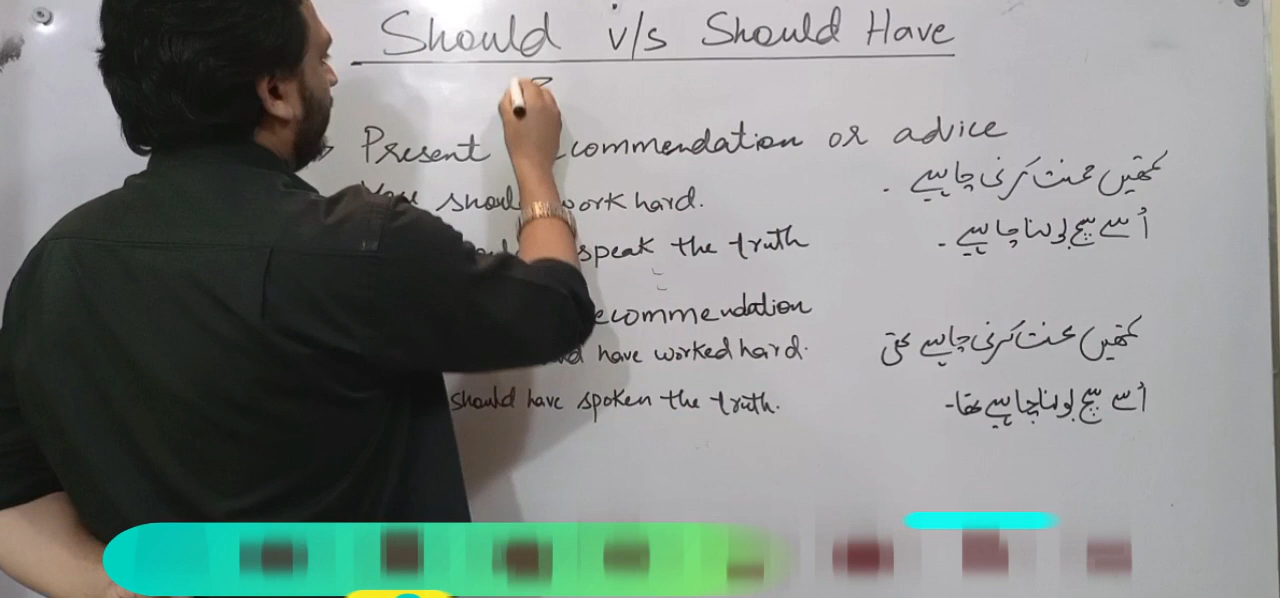 Should v/s Should Have
Present commendation or advice
تمھیں محنت کرنی چاہیے۔
You should work hard.
اُسے سچ بولنا چاہیے۔
speak the truth
ecommendation
have worked hard.
تمھیں محنت کرنی چاہیے تھی
should have spoken the truth.
اُسے سچ بولنا چاہیے تھا۔